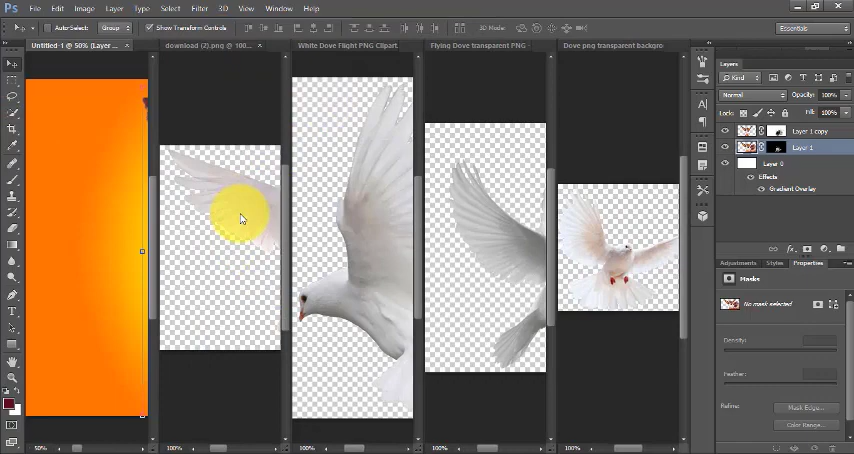 Ps File Edit Image Layer Type Select Filter 3D View Window Help
Auto-Select: Group Show Transform Controls 3D Mode: Essentials
Untitled-1 @ 50% (Layer download (2).png @ 100... White Dove Flight PNG Clipart. Flying Dove transparent PNG Dove png transparent backgro
Layers
Kind
Normal Opacity: 100%
Lock: Fill: 100%
Layer 1 copy
Layer 1
Layer 0
Effects
Gradient Overlay
fx
Adjustments Styles Properties
Masks
No mask selected
Density:
Feather:
Refine: Mask Edge...
Color Range...
50% 100% 100% 100% 100%